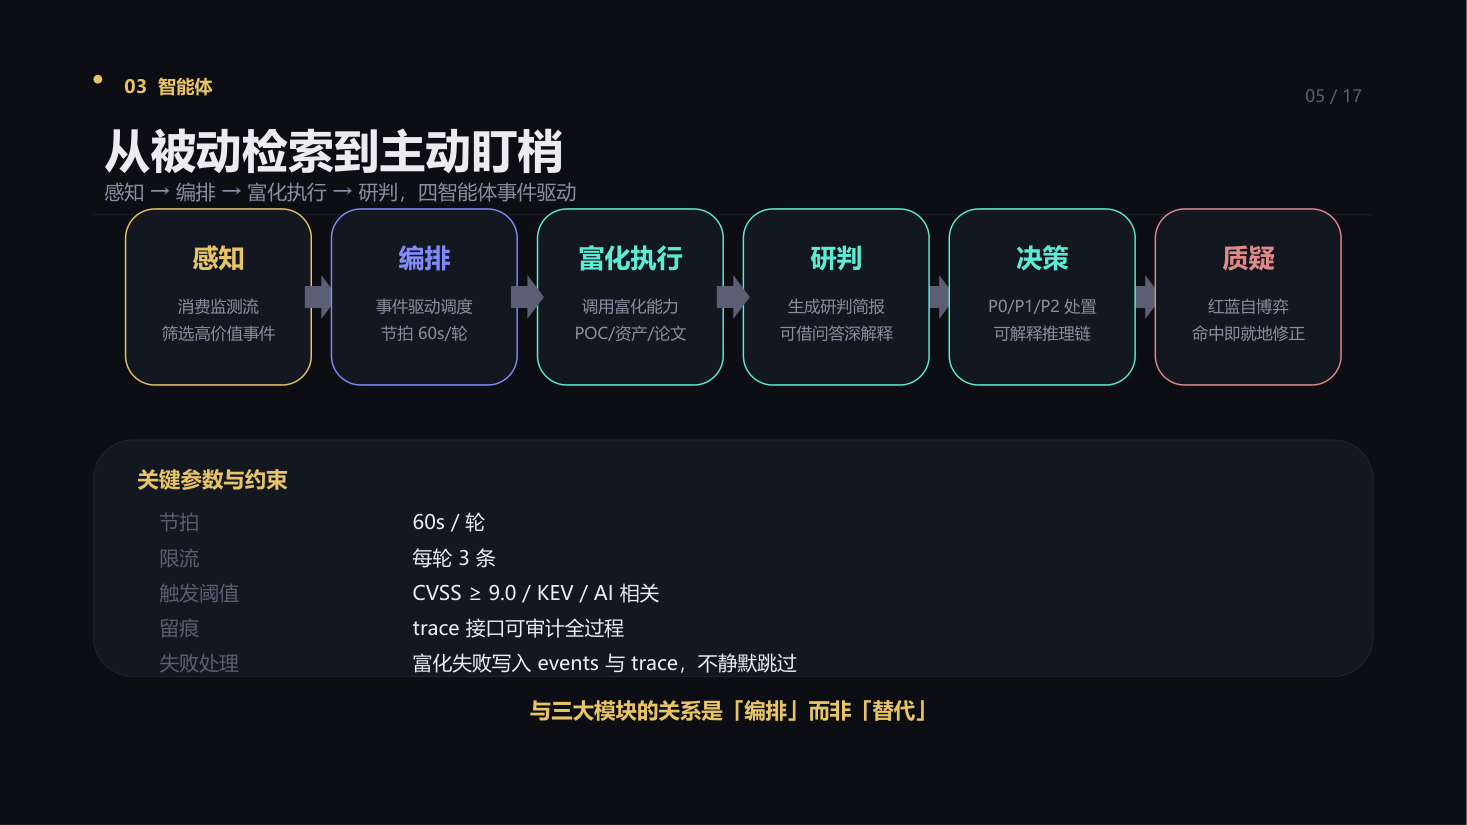 03 智能体
05 / 17
从被动检索到主动盯梢
感知 → 编排 → 富化执行 → 研判，四智能体事件驱动
感知
消费监测流
筛选高价值事件
编排
事件驱动调度
节拍 60s/轮
富化执行
调用富化能力
POC/资产/论文
研判
生成研判简报
可借问答深解释
决策
P0/P1/P2 处置
可解释推理链
质疑
红蓝自博弈
命中即就地修正
关键参数与约束
节拍 60s / 轮
限流 每轮 3 条
触发阈值 CVSS ≥ 9.0 / KEV / AI 相关
留痕 trace 接口可审计全过程
失败处理 富化失败写入 events 与 trace，不静默跳过
与三大模块的关系是「编排」而非「替代」